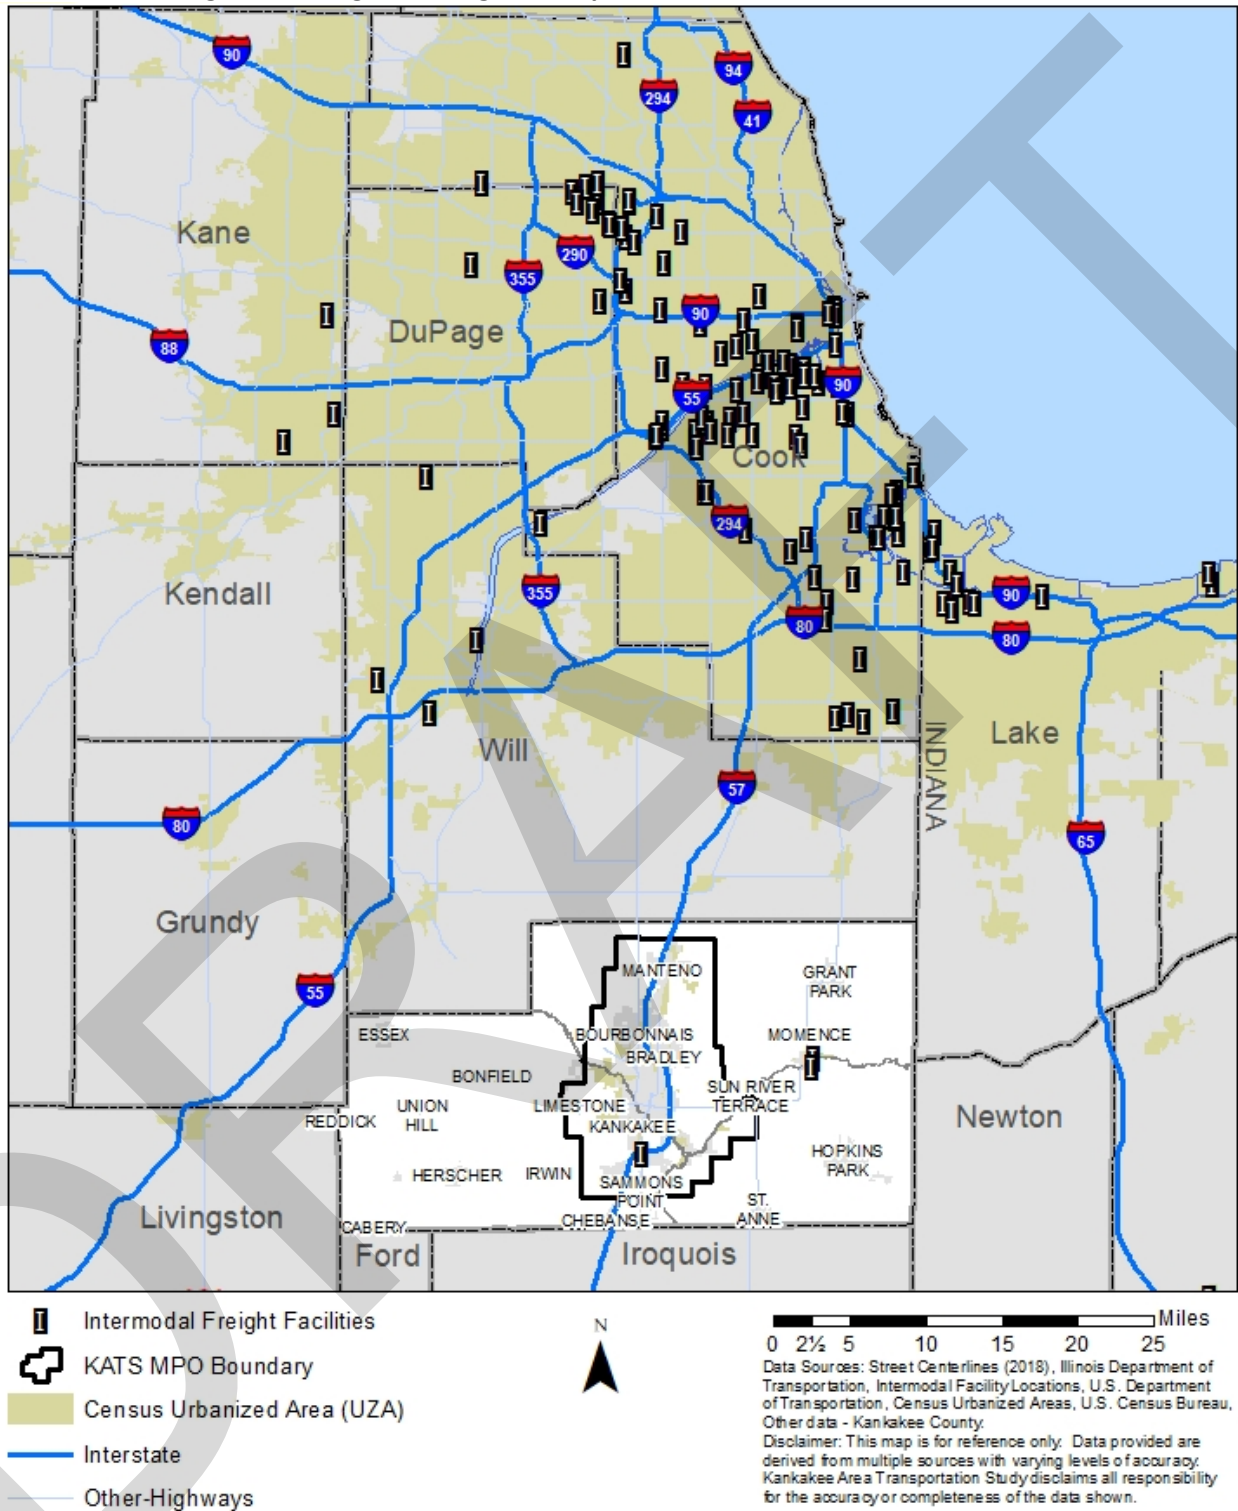 90
94
294
41
Kane
290
355
90
DuPage
88
90
55
Cook
294
Kendall
355
90
80
80
INDIANA
Lake
Will
57
80
65
Grundy
MANTENO
GRANT
PARK
55
ESSEX
BOURBONNAIS
MOMENCE
BRADLEY
BONFIELD
SUN RIVER
TERRACE
LIMESTONE
UNION
HILL
REDDICK
KANKAKEE
Newton
HOPKINS
PARK
HERSCHER
IRWIN
SAMMONS
POINT
ST.
ANNE
Livingston
CABERY
CHEBANSE
Ford
Iroquois
DRAFT
I Intermodal Freight Facilities
KATS MPO Boundary
Census Urbanized Area (UZA)
Interstate
Other-Highways
N
Miles
0 2½ 5 10 15 20 25
Data Sources: Street Centerlines (2018), Illinois Department of
Transportation, Intermodal Facility Locations, U.S. Department
of Transportation, Census Urbanized Areas, U.S. Census Bureau,
Other data - Kankakee County.
Disclaimer: This map is for reference only. Data provided are
derived from multiple sources with varying levels of accuracy.
Kankakee Area Transportation Study disclaims all responsibility
for the accuracy or completeness of the data shown.